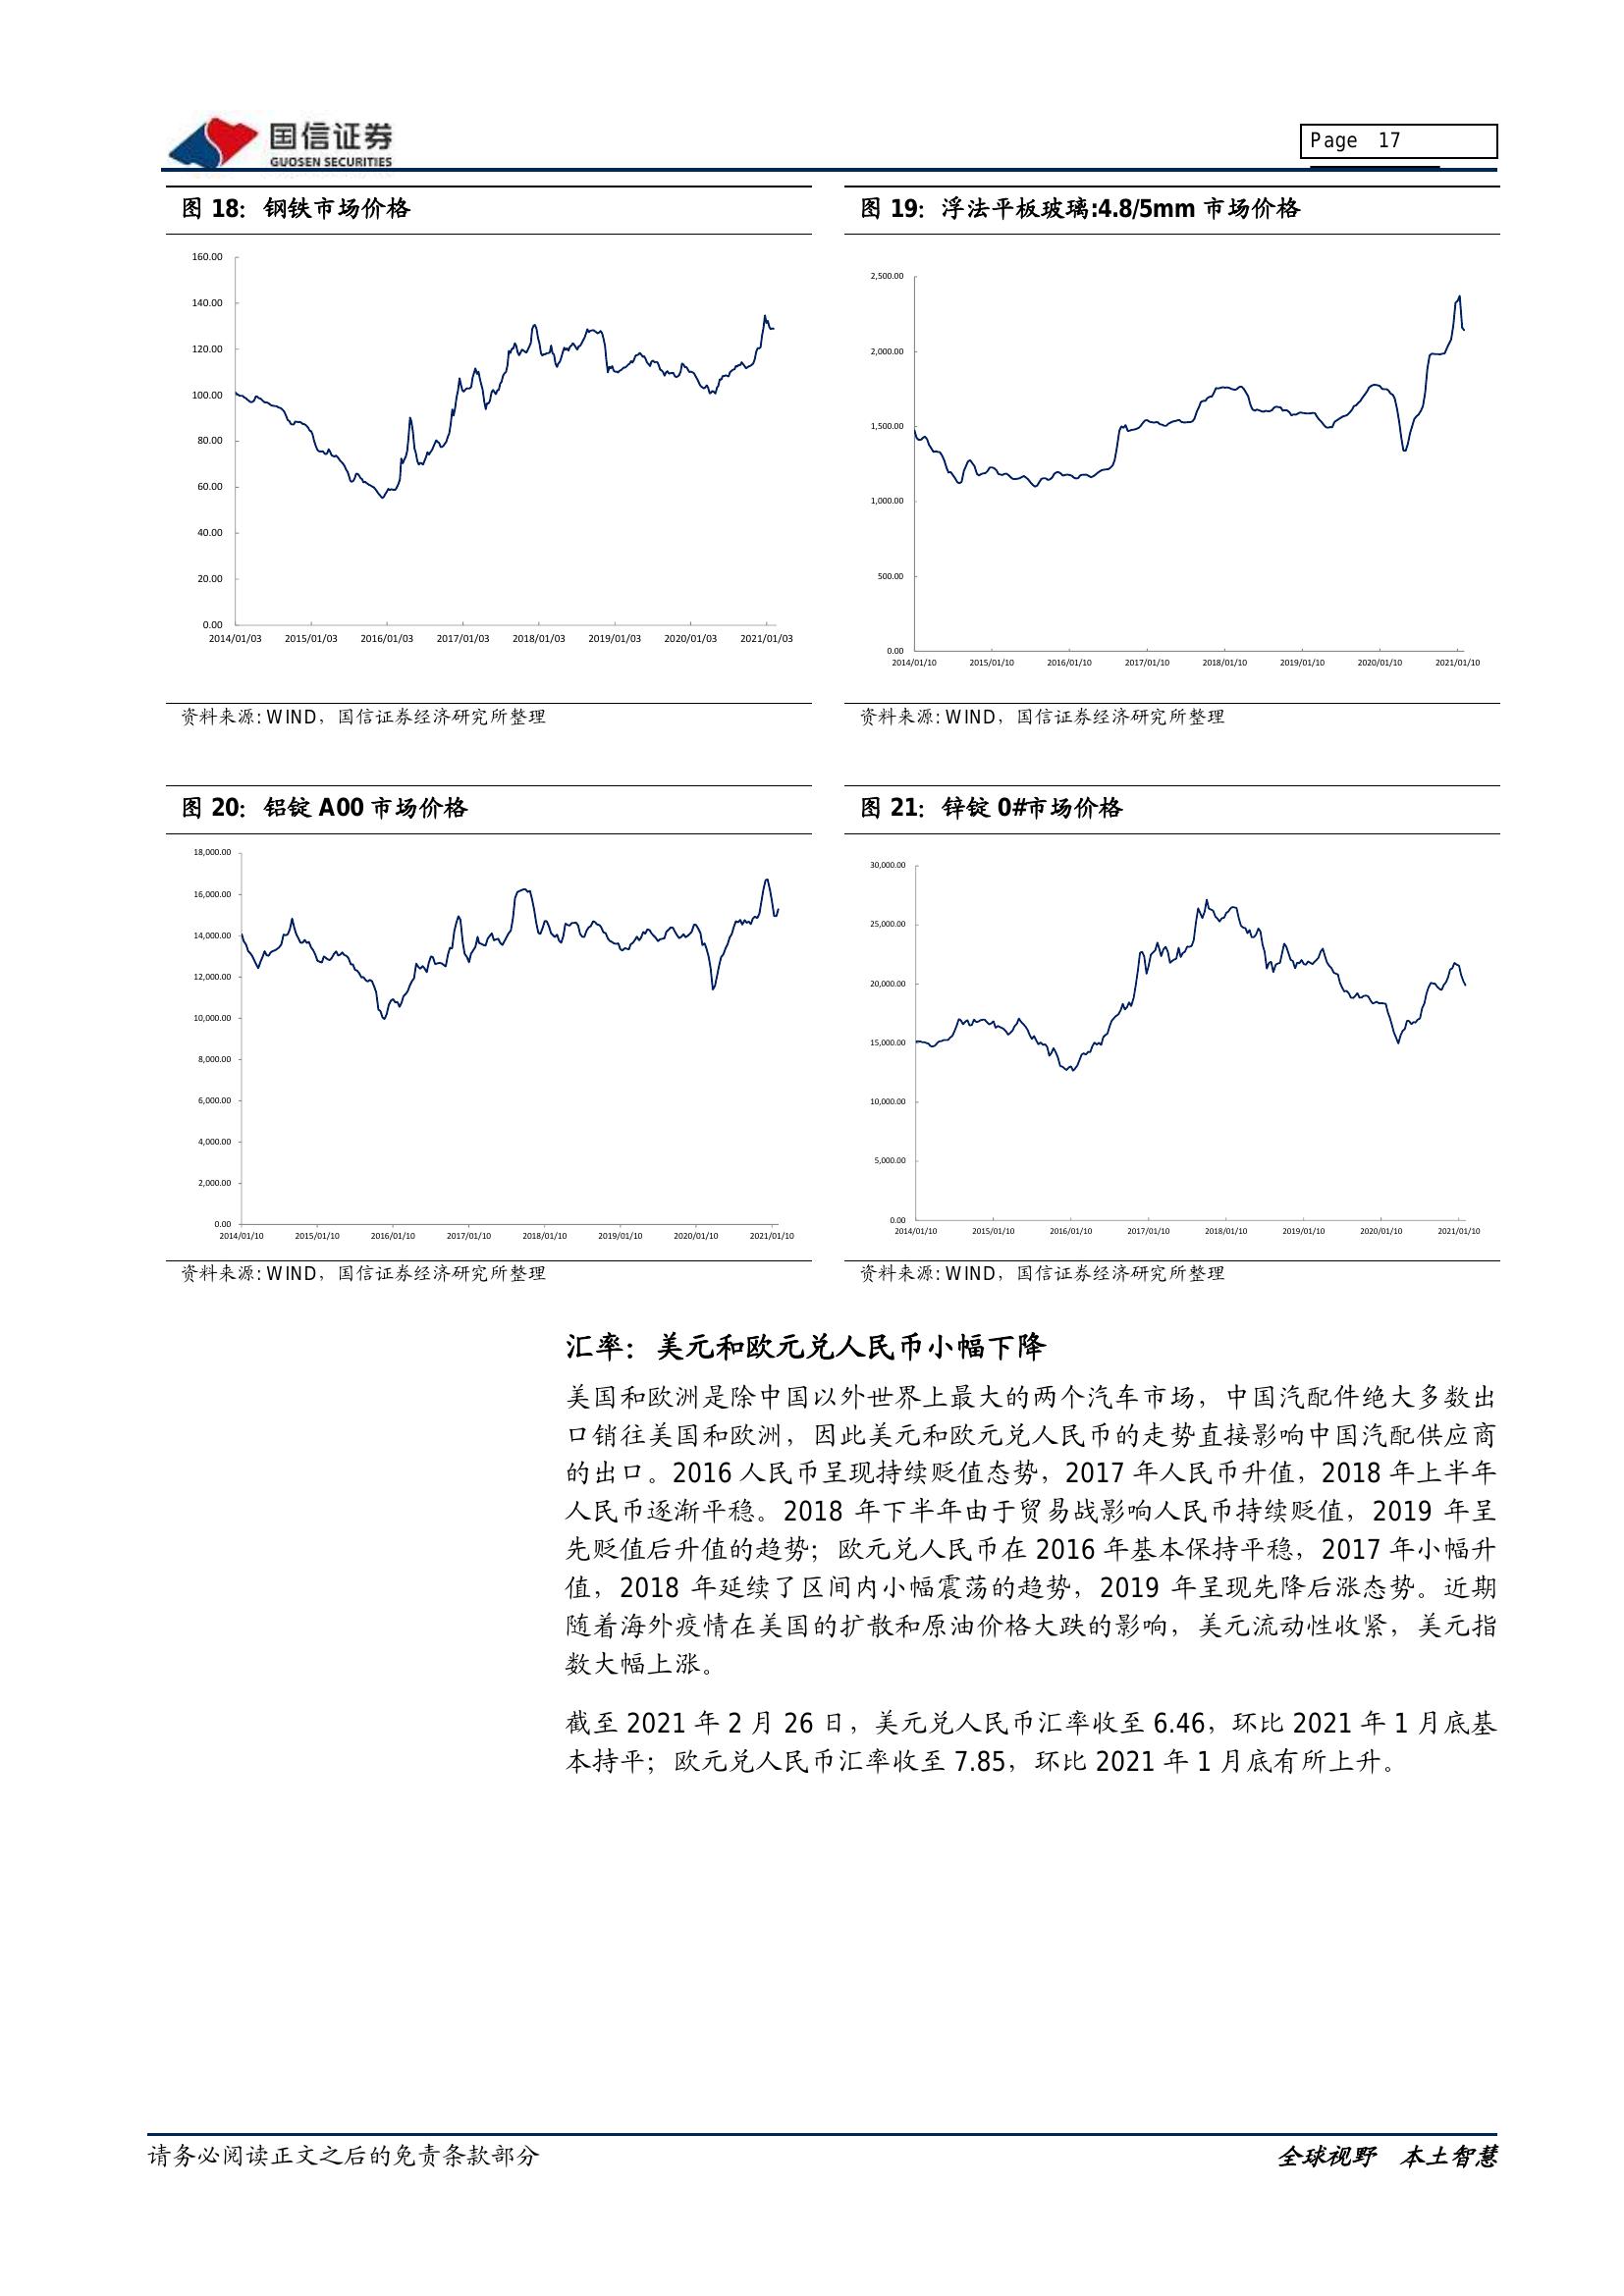 国信证券
GUOSEN SECURITIES
Page 17
图 18：钢铁市场价格
160.00
140.00
120.00
100.00
80.00
60.00
40.00
20.00
0.00
2014/01/03 2015/01/03 2016/01/03 2017/01/03 2018/01/03 2019/01/03 2020/01/03 2021/01/03
资料来源: WIND，国信证券经济研究所整理
图 19：浮法平板玻璃:4.8/5mm 市场价格
2,500.00
2,000.00
1,500.00
1,000.00
500.00
0.00
2014/01/10 2015/01/10 2016/01/10 2017/01/10 2018/01/10 2019/01/10 2020/01/10 2021/01/10
资料来源: WIND，国信证券经济研究所整理
图 20：铝锭 A00 市场价格
18,000.00
16,000.00
14,000.00
12,000.00
10,000.00
8,000.00
6,000.00
4,000.00
2,000.00
0.00
2014/01/10 2015/01/10 2016/01/10 2017/01/10 2018/01/10 2019/01/10 2020/01/10 2021/01/10
资料来源: WIND，国信证券经济研究所整理
图 21：锌锭 0#市场价格
30,000.00
25,000.00
20,000.00
15,000.00
10,000.00
5,000.00
0.00
2014/01/10 2015/01/10 2016/01/10 2017/01/10 2018/01/10 2019/01/10 2020/01/10 2021/01/10
资料来源: WIND，国信证券经济研究所整理
汇率：美元和欧元兑人民币小幅下降
美国和欧洲是除中国以外世界上最大的两个汽车市场，中国汽配件绝大多数出
口销往美国和欧洲，因此美元和欧元兑人民币的走势直接影响中国汽配供应商
的出口。2016 人民币呈现持续贬值态势，2017 年人民币升值，2018 年上半年
人民币逐渐平稳。2018 年下半年由于贸易战影响人民币持续贬值，2019 年呈
先贬值后升值的趋势；欧元兑人民币在 2016 年基本保持平稳，2017 年小幅升
值，2018 年延续了区间内小幅震荡的趋势，2019 年呈现先降后涨态势。近期
随着海外疫情在美国的扩散和原油价格大跌的影响，美元流动性收紧，美元指
数大幅上涨。
截至 2021 年 2 月 26 日，美元兑人民币汇率收至 6.46，环比 2021 年 1 月底基
本持平；欧元兑人民币汇率收至 7.85，环比 2021 年 1 月底有所上升。
请务必阅读正文之后的免责条款部分
全球视野 本土智慧